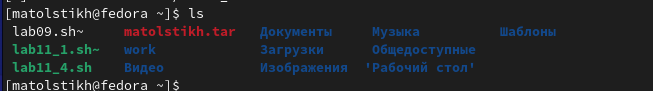 [matolstikh@fedora ~]$ ls
lab09.sh~ matolstikh.tar Документы Музыка Шаблоны
lab11_1.sh~ work Загрузки Общедоступные
lab11_4.sh Видео Изображения 'Рабочий стол'
[matolstikh@fedora ~]$